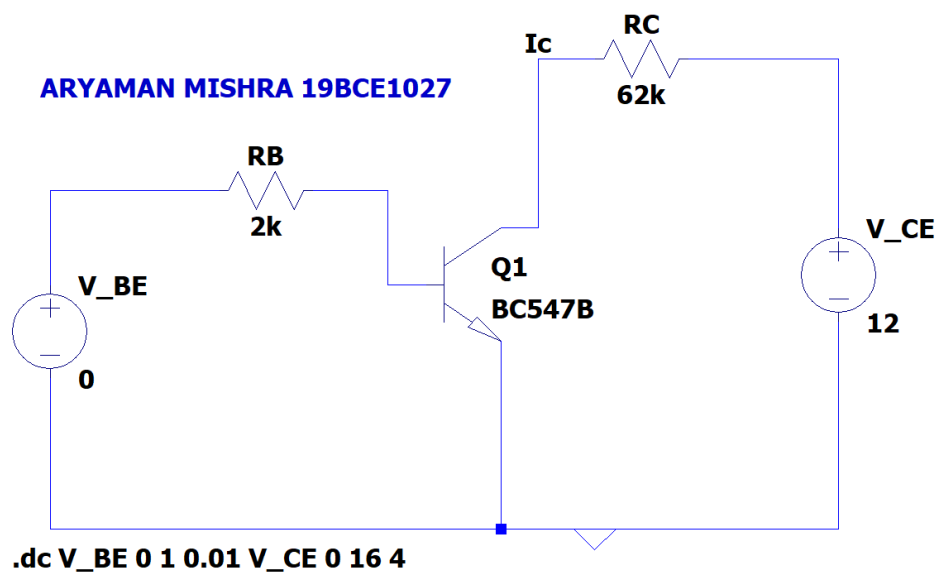 Ic
RC
62k
ARYAMAN MISHRA 19BCE1027
RB
2k
V_BE
0
Q1
BC547B
V_CE
12
.dc V_BE 0 1 0.01 V_CE 0 16 4